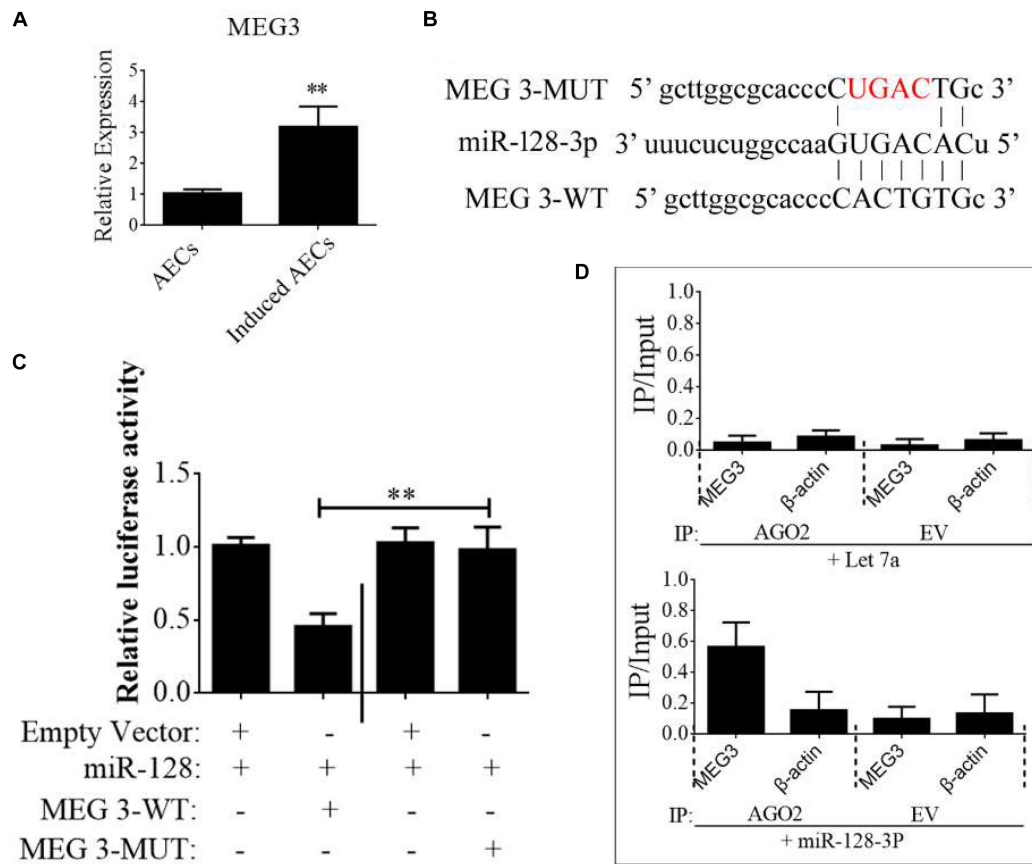 A
MEG3
Relative Expression
5
4
3
2
1
0
**
AECs
Induced AECs
B
MEG 3-MUT 5' gcttggcgcacccCUGACTGc 3'
miR-128-3p 3' uuucucuggccaaGUGACACu 5'
MEG 3-WT 5' gcttggcgcacccCACTGTGc 3'
C
Relative luciferase activity
1.5
1.0
0.5
0.0
**
Empty Vector: + - + -
miR-128: + + + +
MEG 3-WT: - + - -
MEG 3-MUT: - - - +
D
IP/Input
1.0
0.8
0.6
0.4
0.2
0.0
MEG3 β-actin MEG3 β-actin
IP: AGO2 EV
+ Let 7a
IP/Input
1.0
0.8
0.6
0.4
0.2
0.0
MEG3 β-actin MEG3 β-actin
IP: AGO2 EV
+ miR-128-3P